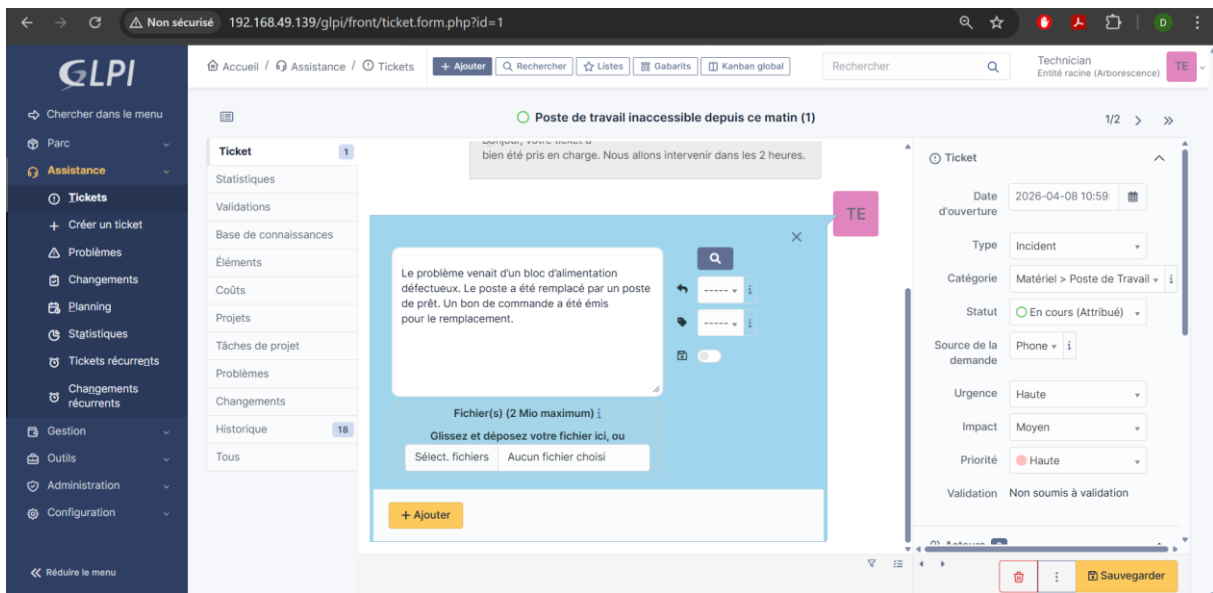 Non sécurisé 192.168.49.139/glpi/front/ticket.form.php?id=1
D
GLPI
Chercher dans le menu
Parc
Assistance
Tickets
Créer un ticket
Problèmes
Changements
Planning
Statistiques
Tickets récurrents
Changements
récurrents
Gestion
Outils
Administration
Configuration
Réduire le menu
Accueil / Assistance / Tickets
+ Ajouter
Rechercher
Listes
Gabarits
Kanban global
Rechercher
Technician
Entité racine (Arborescence)
TE
Poste de travail inaccessible depuis ce matin (1)
1/2
Ticket 1
Statistiques
Validations
Base de connaissances
Éléments
Coûts
Projets
Tâches de projet
Problèmes
Changements
Historique 18
Tous
Bonjour, votre ticket a
bien été pris en charge. Nous allons intervenir dans les 2 heures.
TE
Le problème venait d'un bloc d'alimentation
défectueux. Le poste a été remplacé par un poste
de prêt. Un bon de commande a été émis
pour le remplacement.
----- i
----- i
Fichier(s) (2 Mio maximum) i
Glissez et déposez votre fichier ici, ou
Sélect. fichiers Aucun fichier choisi
+ Ajouter
Ticket
Date
d'ouverture
2026-04-08 10:59:
Type Incident
Catégorie Matériel > Poste de Travail i
Statut En cours (Attribué)
Source de la
demande
Phone i
Urgence Haute
Impact Moyen
Priorité Haute
Validation Non soumis à validation
Acteurs
Sauvegarder